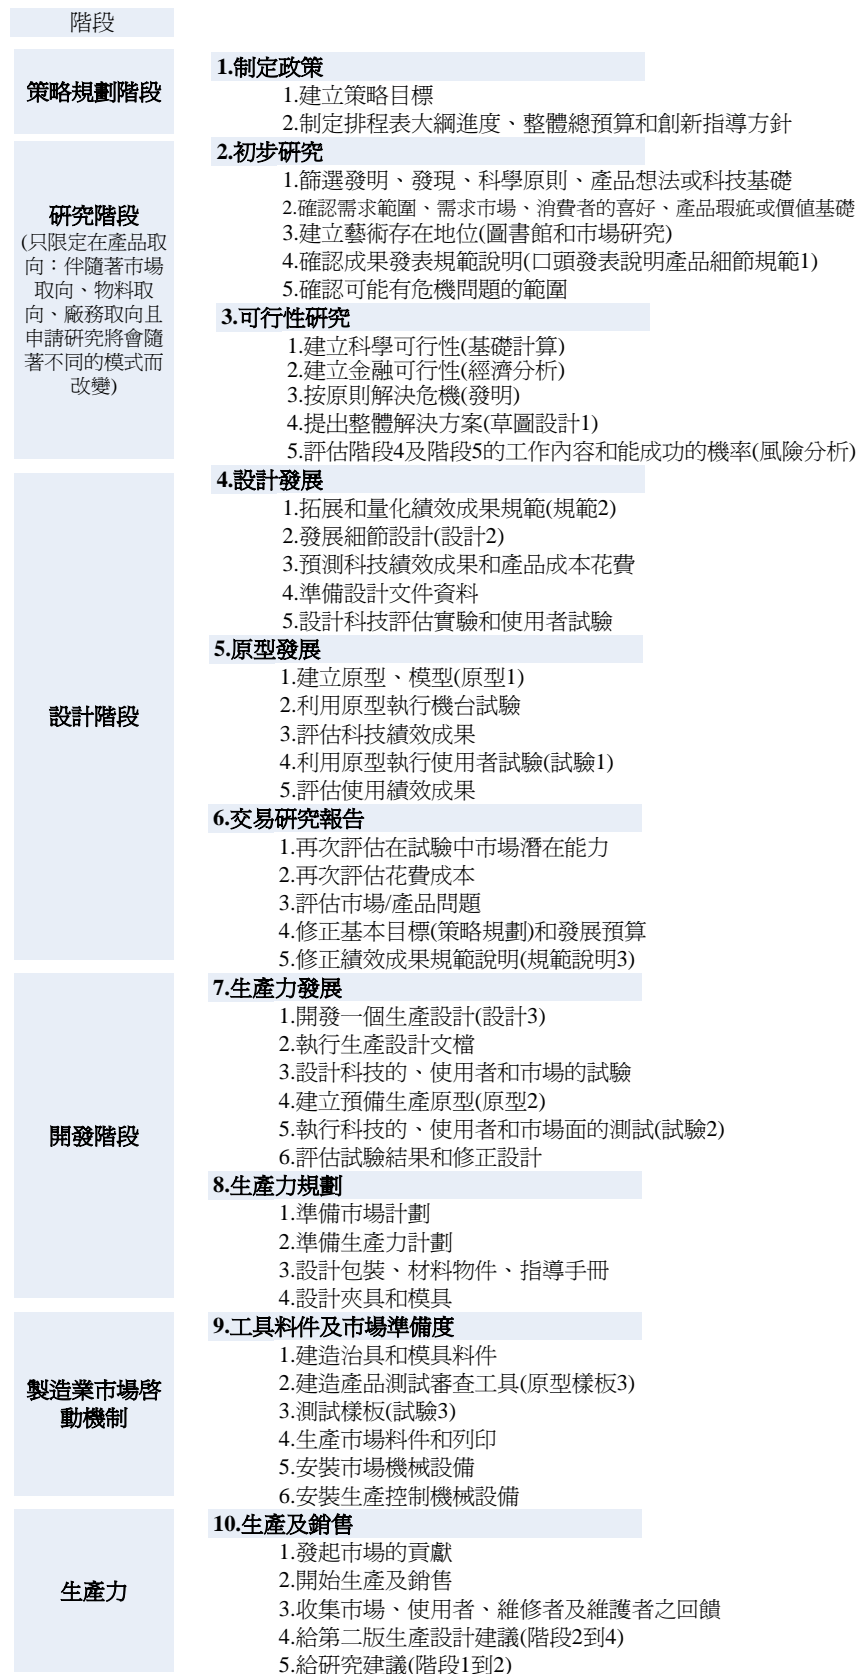 階段
策略規劃階段
1.制定政策
1.建立策略目標
2.制定排程表大綱進度、整體總預算和創新指導方針
研究階段
(只限定在產品取
向：伴隨著市場
取向、物料取
向、廠務取向且
申請研究將會隨
著不同的模式而
改變)
2.初步研究
1.篩選發明、發現、科學原則、產品想法或科技基礎
2.確認需求範圍、需求市場、消費者的喜好、產品瑕疵或價值基礎
3.建立藝術存在地位(圖書館和市場研究)
4.確認成果發表規範說明(口頭發表說明產品細節規範1)
5.確認可能有危機問題的範圍
3.可行性研究
1.建立科學可行性(基礎計算)
2.建立金融可行性(經濟分析)
3.按原則解決危機(發明)
4.提出整體解決方案(草圖設計1)
5.評估階段4及階段5的工作內容和能成功的機率(風險分析)
設計階段
4.設計發展
1.拓展和量化績效成果規範(規範2)
2.發展細節設計(設計2)
3.預測科技績效成果和產品成本花費
4.準備設計文件資料
5.設計科技評估實驗和使用者試驗
5.原型發展
1.建立原型、模型(原型1)
2.利用原型執行機台試驗
3.評估科技績效成果
4.利用原型執行使用者試驗(試驗1)
5.評估使用績效成果
6.交易研究報告
1.再次評估在試驗中市場潛在能力
2.再次評估花費成本
3.評估市场/產品問題
4.修正基本目標(策略規劃)和發展預算
5.修正績效成果規範說明(規範說明3)
開發階段
7.生產力發展
1.開發一個生產設計(設計3)
2.執行生產設計文檔
3.設計科技的、使用者和市場的試驗
4.建立預備生產原型(原型2)
5.執行科技的、使用者和市場面的測試(試驗2)
6.評估試驗結果和修正設計
8.生產力規劃
1.準備市場計劃
2.準備生產力計劃
3.設計包裝、材料物件、指導手冊
4.設計夾具和模具
製造業市場啓
動機制
9.工具料件及市場準備度
1.建造治具和模具料件
2.建造產品測試審查工具(原型樣板3)
3.測試樣板(試驗3)
4.生產市場料件和列印
5.安裝市場機械設備
6.安裝生產控制機械設備
生產力
10.生產及銷售
1.發起市場的貢獻
2.開始生產及銷售
3.收集市場、使用者、維修者及維護者之回饋
4.給第二版生產設計建議(階段2到4)
5.給研究建議(階段1到2)